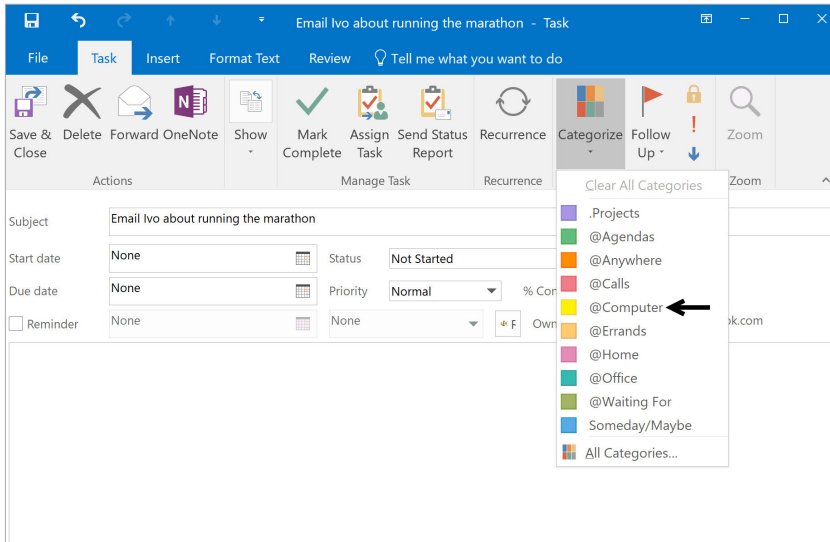 Email Ivo about running the marathon - Task
File Task Insert Format Text Review Tell me what you want to do
Save & Close
Delete
Forward
OneNote
Show
Mark Complete
Assign Task
Send Status Report
Recurrence
Categorize
Follow Up
Zoom
Actions Manage Task Recurrence Zoom
Clear All Categories
.Projects
@Agendas
@Anywhere
@Calls
@Computer
@Errands
@Home
@Office
@Waiting For
Someday/Maybe
All Categories...
Subject Email Ivo about running the marathon
Start date None Status Not Started
Due date None Priority Normal % Con
Reminder None None Own ok.com